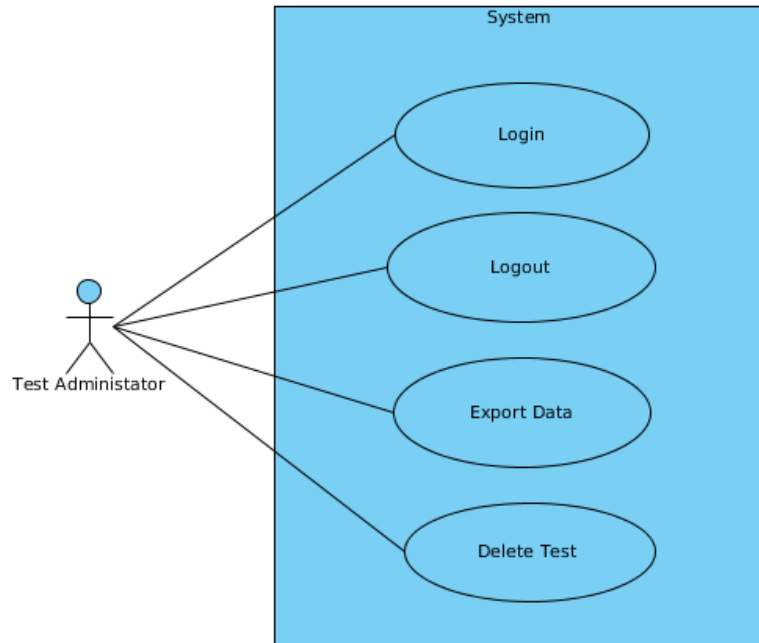 System
Login
Logout
Test Administator
Export Data
Delete Test